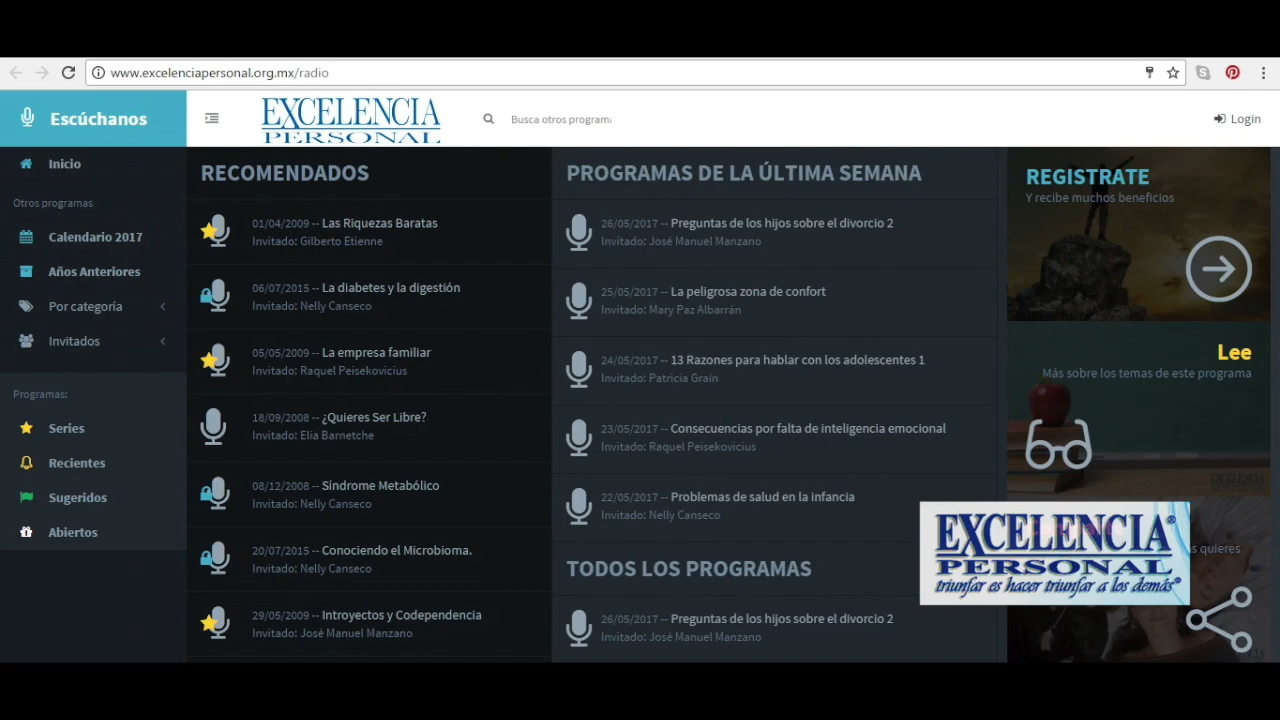 www.excelenciapersonal.org.mx/radio
Escúchanos
EXCELENCIA
PERSONAL
Busca otros programa
Login
Inicio
Otros programas
Calendario 2017
Años Anteriores
Por categoría
Invitados
Programas:
Series
Recientes
Sugeridos
Abiertos
RECOMENDADOS
01/04/2009 -- Las Riquezas Baratas
Invitado: Gilberto Etienne
06/07/2015 -- La diabetes y la digestión
Invitado: Nelly Canseco
05/05/2009 -- La empresa familiar
Invitado: Raquel Peisekovicius
18/09/2008 -- ¿Quieres Ser Libre?
Invitado: Elia Barnetche
08/12/2008 -- Síndrome Metabólico
Invitado: Nelly Canseco
20/07/2015 -- Conociendo el Microbioma.
Invitado: Nelly Canseco
29/05/2009 -- Introyectos y Codependencia
Invitado: José Manuel Manzano
PROGRAMAS DE LA ÚLTIMA SEMANA
26/05/2017 -- Preguntas de los hijos sobre el divorcio 2
Invitado: José Manuel Manzano
25/05/2017 -- La peligrosa zona de confort
Invitado: Mary Paz Albarrán
24/05/2017 -- 13 Razones para hablar con los adolescentes 1
Invitado: Patricia Grain
23/05/2017 -- Consecuencias por falta de inteligencia emocional
Invitado: Raquel Peisekovicius
22/05/2017 -- Problemas de salud en la infancia
Invitado: Nelly Canseco
TODOS LOS PROGRAMAS
26/05/2017 -- Preguntas de los hijos sobre el divorcio 2
Invitado: José Manuel Manzano
REGISTRATE
Y recibe muchos beneficios
Lee
Más sobre los temas de este programa
EXCELENCIA
PERSONAL
EXCELENCIA®
PERSONAL
triunfar es hacer triunfar a los demás®
quieres